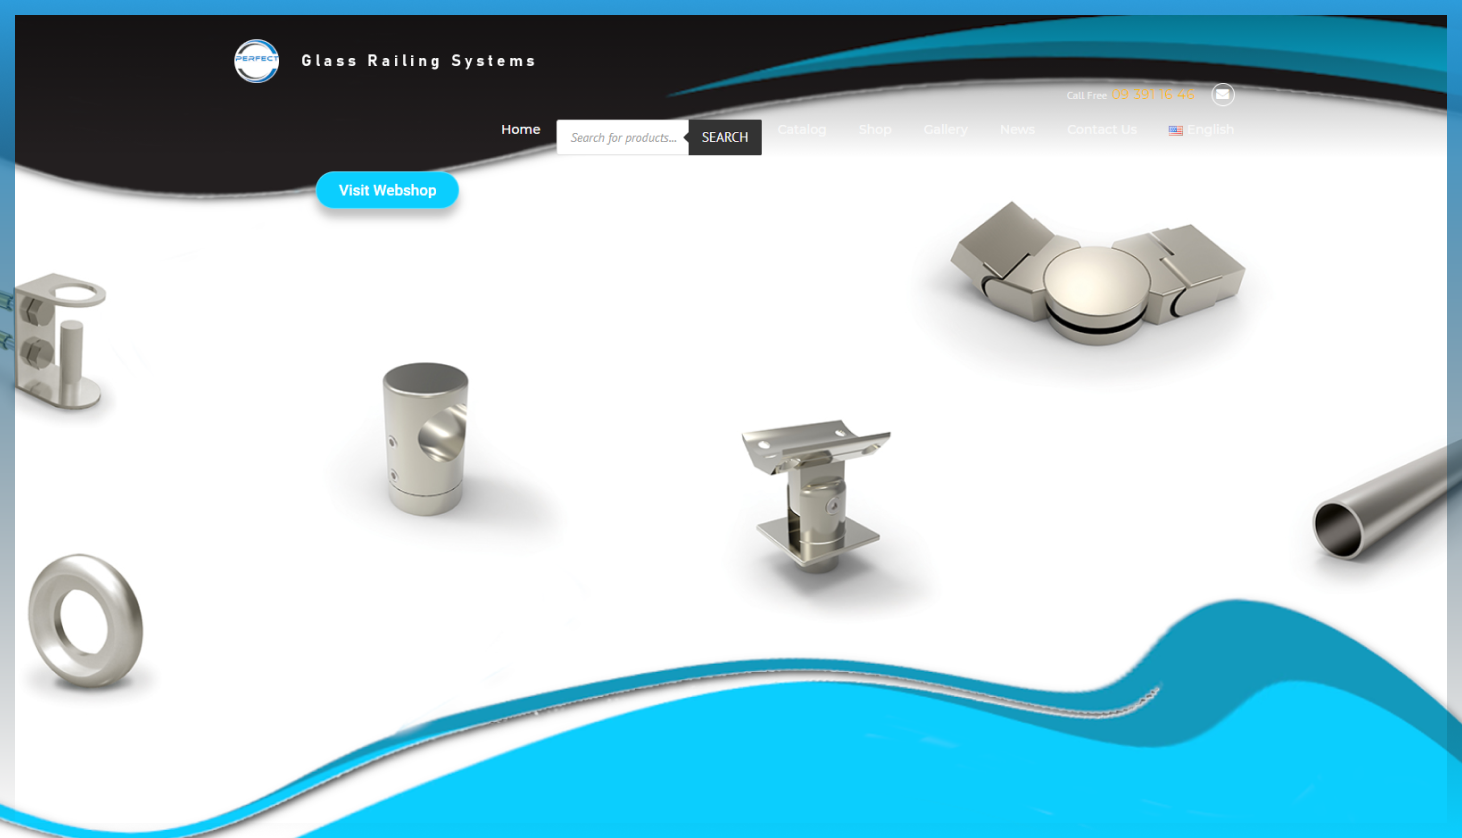 PERFECT
Glass Railing Systems
Call Free 09 391 16 48
Home
Search for products...
SEARCH
Catalog
Shop
Gallery
News
Contact Us
English
Visit Webshop